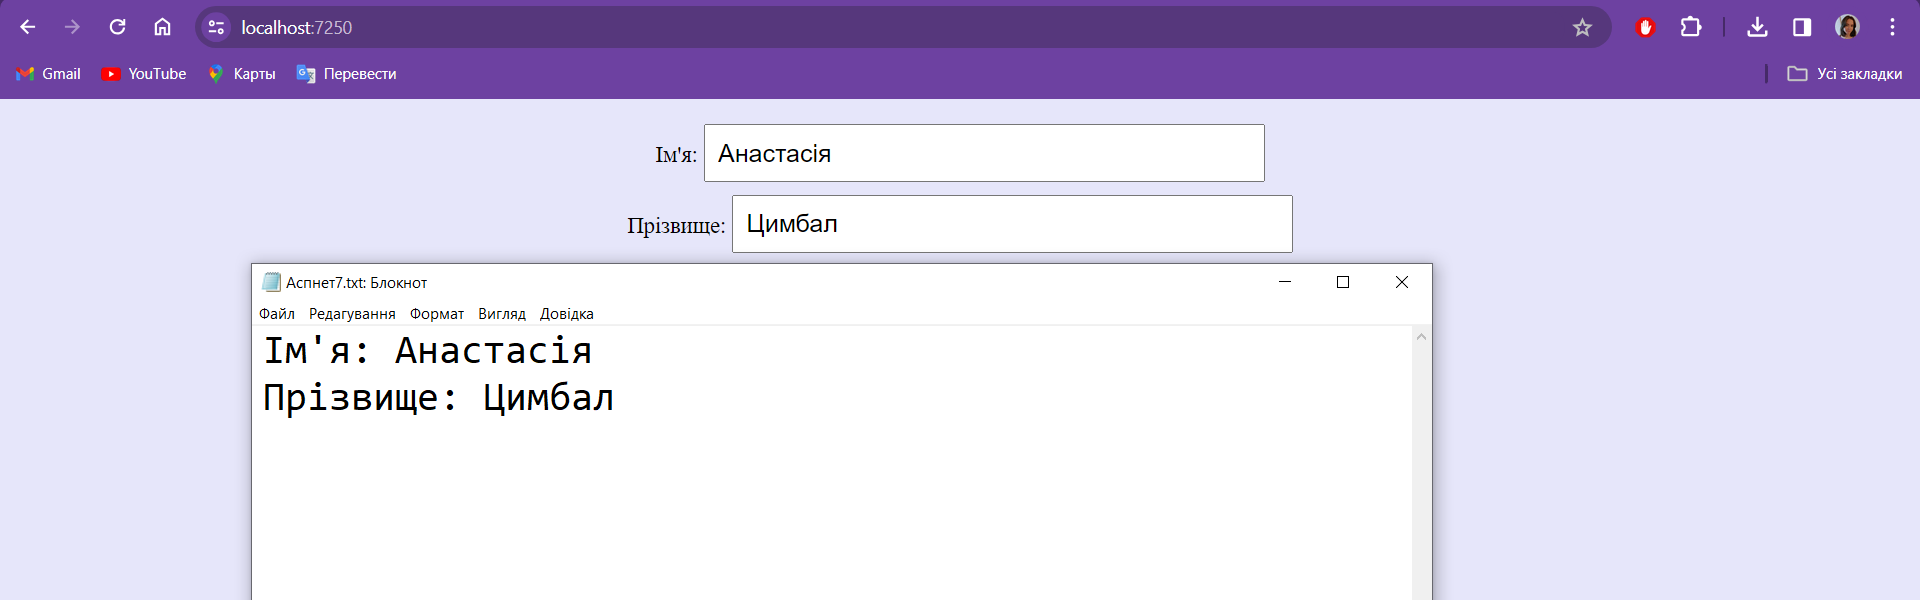 localhost:7250
Gmail YouTube Карты Перевести Усі закладки
Ім'я: Анастасія
Прізвище: Цимбал
Аспнет7.txt: Блокнот
Файл Редагування Формат Вигляд Довідка
Ім'я: Анастасія
Прізвище: Цимбал